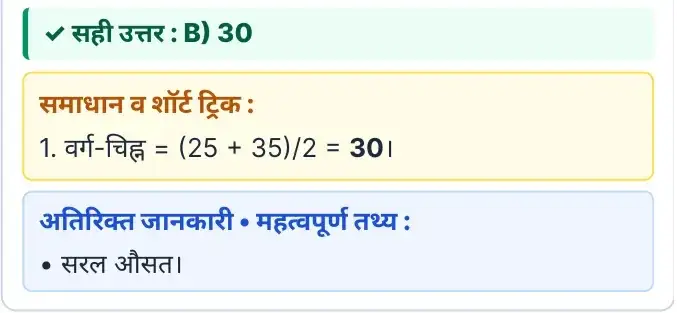 ✓ सही उत्तर : B) 30
समाधान व शॉर्ट ट्रिक :
1. वर्ग-चिह्न = (25 + 35)/2 = 30।
अतिरिक्त जानकारी • महत्वपूर्ण तथ्य :
• सरल औसत।